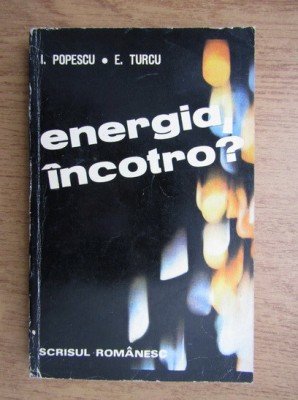 I. POPESCU • E. TURCU
energia,
încotro?
SCRISUL ROMÂNESC